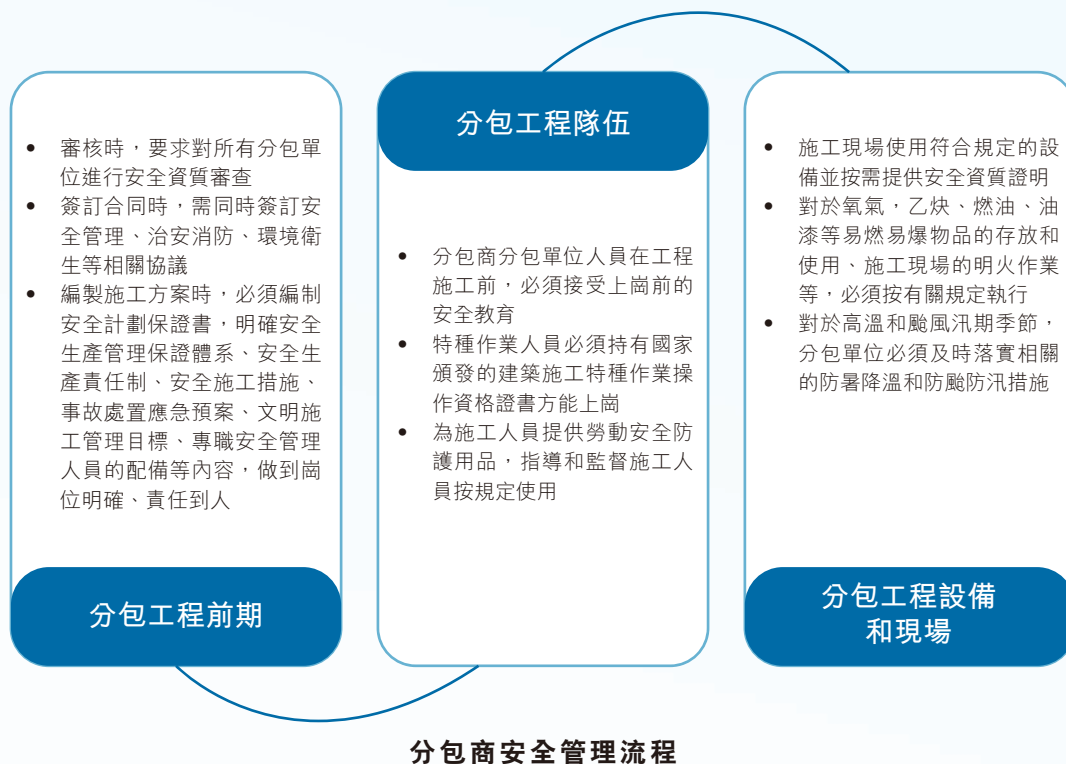 • 審核時，要求對所有分包單
位進行安全資質審查
• 簽訂合同時，需同時簽訂安
全管理、治安消防、環境衛
生等相關協議
• 編製施工方案時，必須編制
安全計劃保證書，明確安全
生產管理保證體系、安全生
產責任制、安全施工措施、
事故處置應急預案、文明施
工管理目標、專職安全管理
人員的配備等內容，做到崗
位明確、責任到人
分包工程前期
分包工程隊伍
• 分包商分包單位人員在工程
施工前，必須接受上崗前的
安全教育
• 特種作業人員必須持有國家
頒發的建築施工特種作業操
作資格證書方能上崗
• 為施工人員提供勞動安全防
護用品，指導和監督施工人
員按規定使用
• 施工現場使用符合規定的設
備並按需提供安全資質證明
• 對於氧氣，乙炔、燃油、油
漆等易燃易爆物品的存放和
使用、施工現場的明火作業
等，必須按有關規定執行
• 對於高溫和颱風汛期季節，
分包單位必須及時落實相關
的防暑降溫和防颱防汛措施
分包工程設備
和現場
分包商安全管理流程